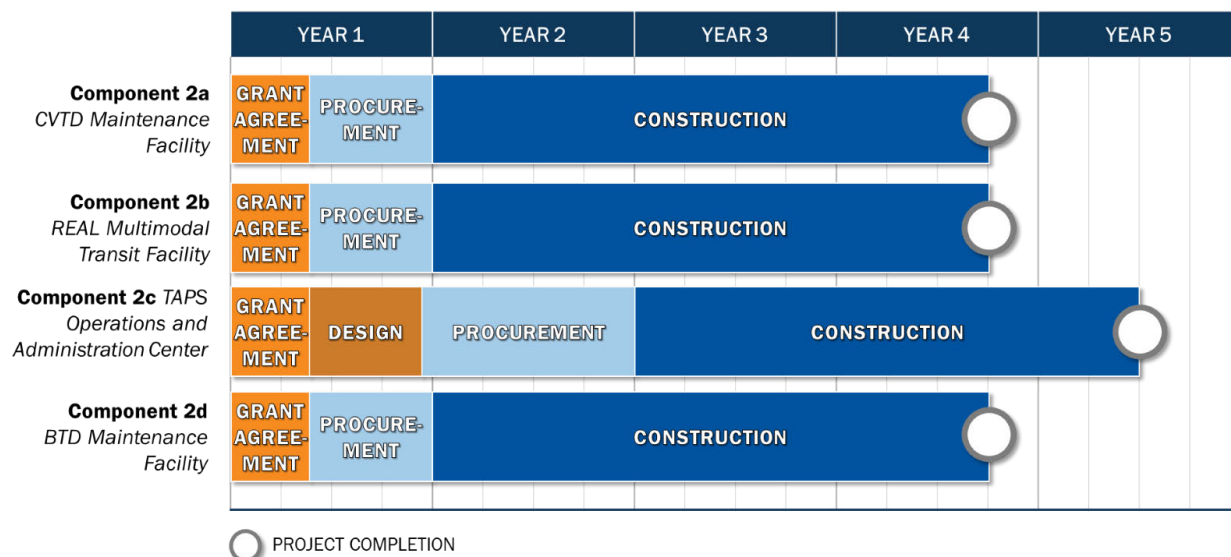 YEAR 1 YEAR 2 YEAR 3 YEAR 4 YEAR 5
Component 2a
CVTD Maintenance
Facility
GRANT
AGREE-
MENT
PROCURE-
MENT
CONSTRUCTION
Component 2b
REAL Multimodal
Transit Facility
GRANT
AGREE-
MENT
PROCURE-
MENT
CONSTRUCTION
Component 2c TAPS
Operations and
Administration Center
GRANT
AGREE-
MENT
DESIGN
PROCUREMENT
CONSTRUCTION
Component 2d
BTD Maintenance
Facility
GRANT
AGREE-
MENT
PROCURE-
MENT
CONSTRUCTION
PROJECT COMPLETION